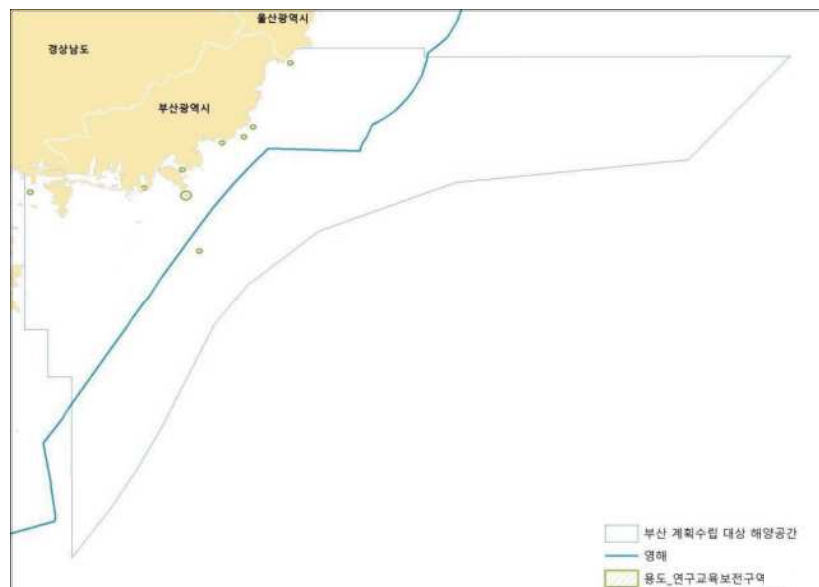 울산광역시
경상남도
부산광역시
부산 계획수립 대상 해양공간
영해
용도_연구교육보전구역